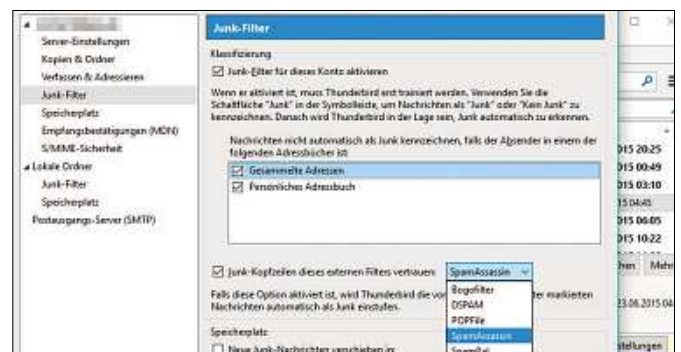 Server-Einstellungen
Kopien & Ordner
Verfassen & Adressieren
Junk-Filter
Speicherplatz
Empfangsbestätigungen (MDN)
S/MIME-Sicherheit
Lokale Ordner
Junk-Filter
Speicherplatz
Postausgangs-Server (SMTP)
Junk-Filter
Klassifizierung
Junk-Filter für dieses Konto aktivieren
Wenn er aktiviert ist, muss Thunderbird erst trainiert werden. Verwenden Sie die
Schaltfläche "Junk" in der Symbolleiste, um Nachrichten als "Junk" oder "Kein Junk" zu
kennzeichnen. Danach wird Thunderbird in der Lage sein, Junk automatisch zu erkennen.
Nachrichten nicht automatisch als Junk kennzeichnen, falls der Absender in einem der
folgenden Adressbücher ist:
Gesammelte Adressen
Persönliches Adressbuch
Junk-Kopfzeilen dieses externen Filters vertrauen: SpamAssassin
Bogofilter
DSPAM
POPFile
SpamAssassin
SpamPal
Falls diese Option aktiviert ist, wird Thunderbird die vor
ter markierten
Nachrichten automatisch als Junk einstufen.
Speicherplatz
Neue Junk-Nachrichten verschieben in:
015 20:25
015 00:49
015 03:10
15 04:45
015 06:05
015 10:22
hen Mehr
23.06.2015 04:
stellungen